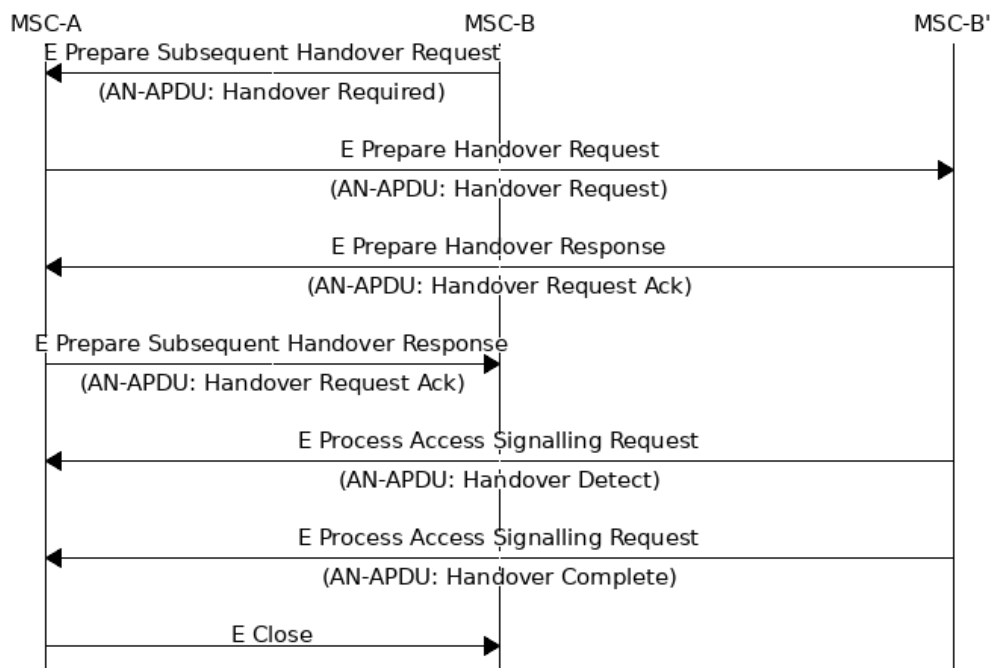 MSC-A MSC-B MSC-B'
E Prepare Subsequent Handover Request
(AN-APDU: Handover Required)
E Prepare Handover Request
(AN-APDU: Handover Request)
E Prepare Handover Response
(AN-APDU: Handover Request Ack)
E Prepare Subsequent Handover Response
(AN-APDU: Handover Request Ack)
E Process Access Signalling Request
(AN-APDU: Handover Detect)
E Process Access Signalling Request
(AN-APDU: Handover Complete)
E Close